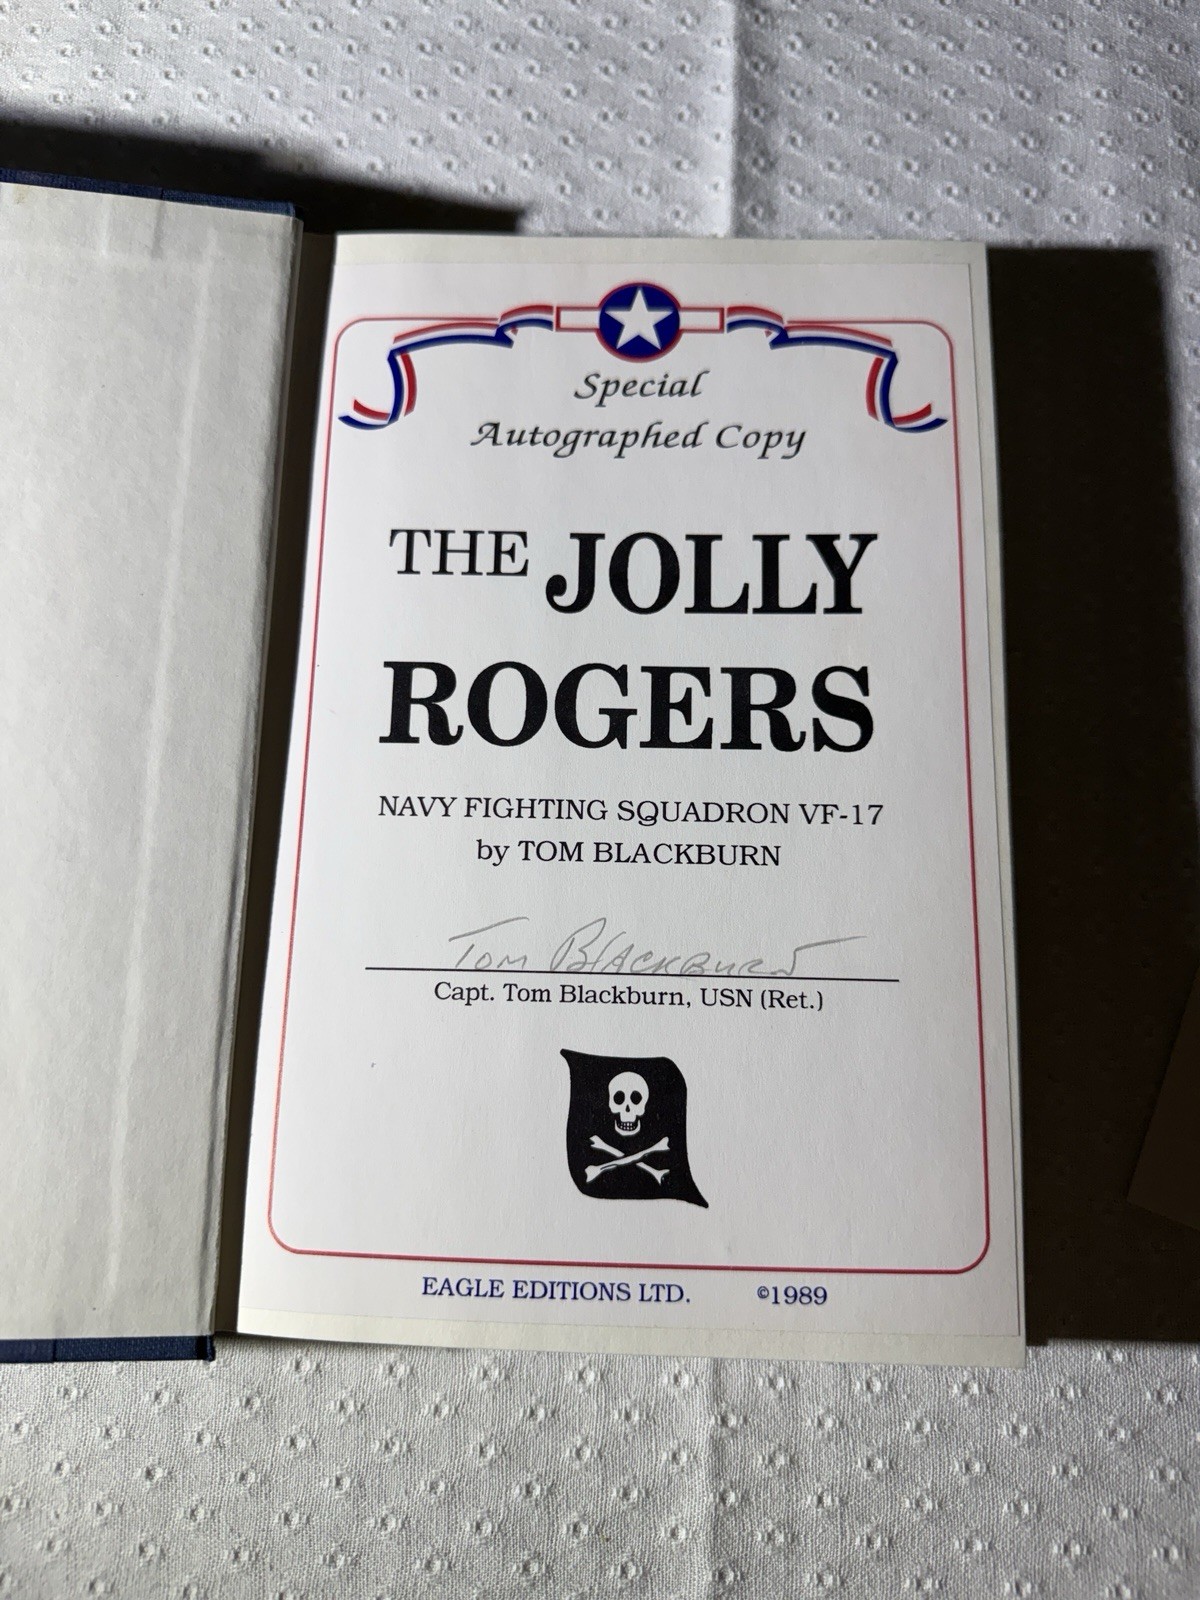 Special
Autographed Copy
THE JOLLY
ROGERS
NAVY FIGHTING SQUADRON VF-17
by TOM BLACKBURN
Tom Blackburn
Capt. Tom Blackburn, USN (Ret.)
EAGLE EDITIONS LTD. ©1989